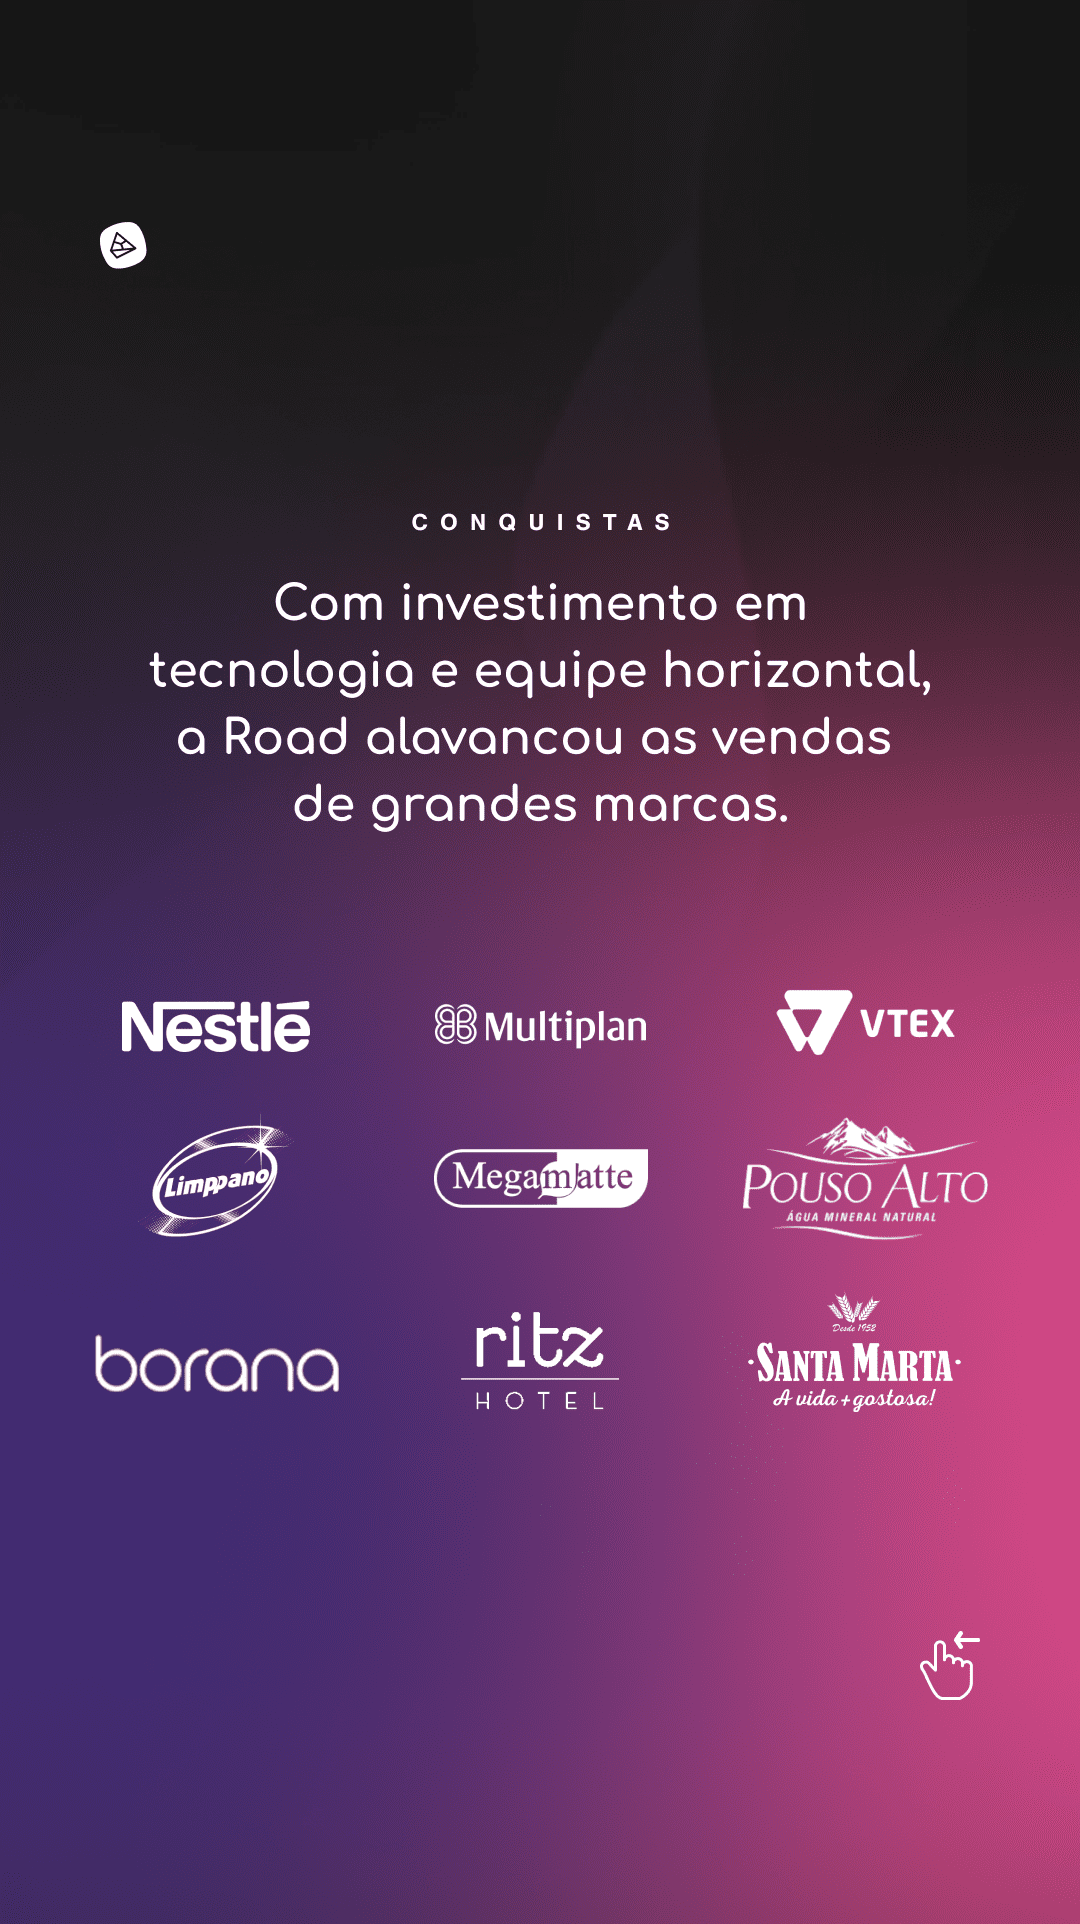 CONQUISTAS
Com investimento em
tecnologia e equipe horizontal,
a Road alavancou as vendas
de grandes marcas.
Nestlé
Multiplan
VTEX
Limppano
Megamatte
POUSO ALTO
ÁGUA MINERAL NATURAL
borana
ritz
HOTEL
Desde 1952
SANTA MARTA
A vida + gostosa!